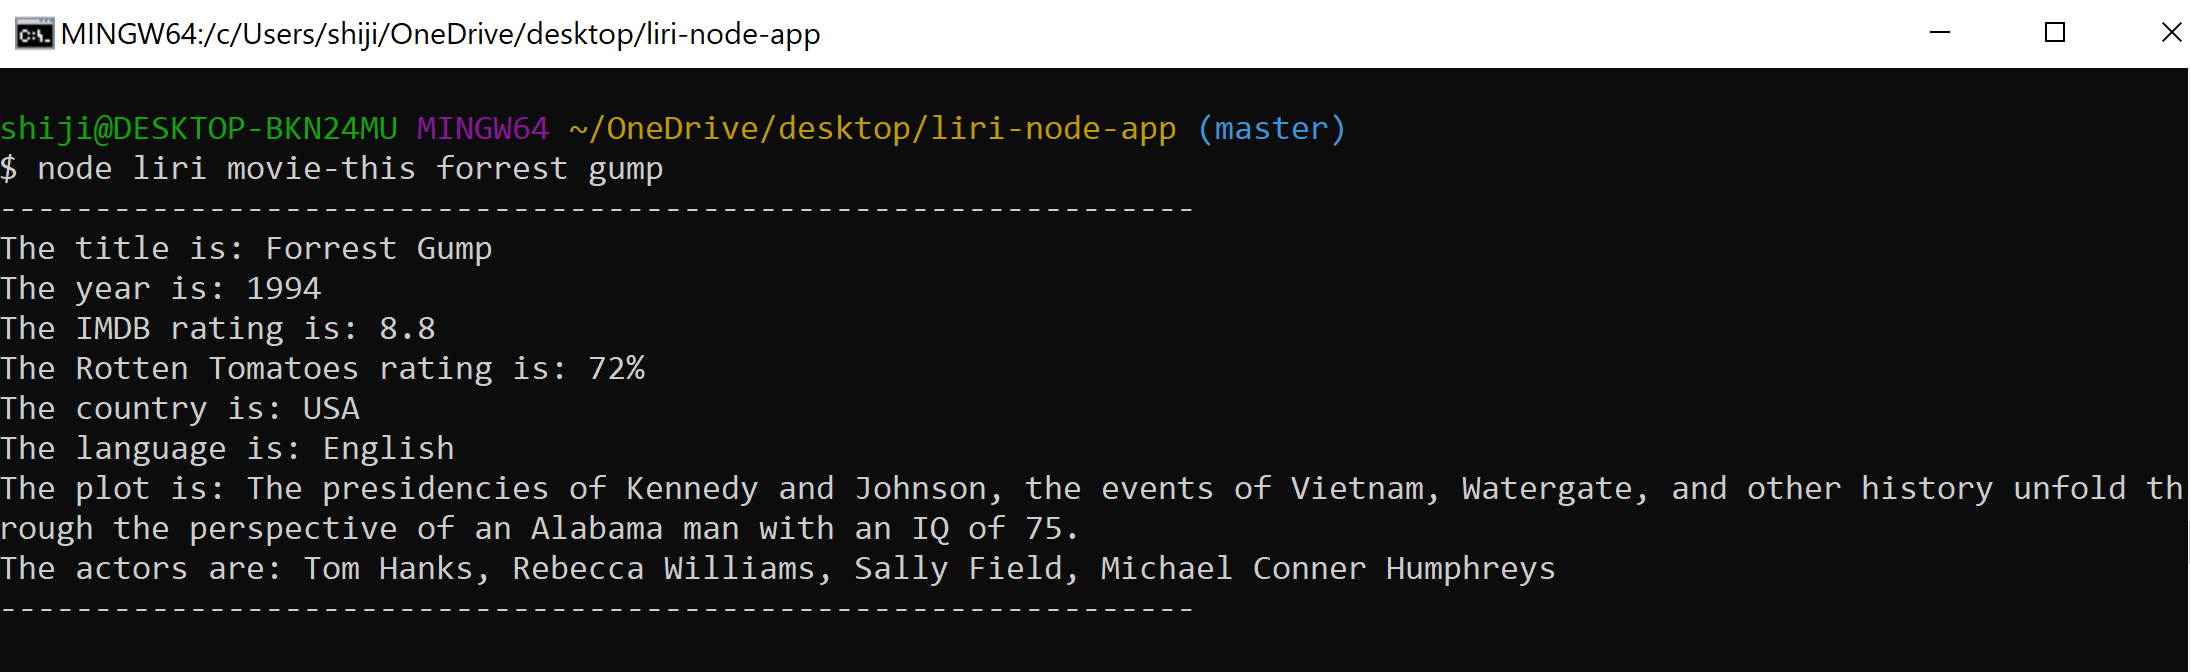 MINGW64:/c/Users/shiji/OneDrive/desktop/liri-node-app
shiji@DESKTOP-BKN24MU MINGW64 ~/OneDrive/desktop/liri-node-app (master)
$ node liri movie-this forrest gump
---------------------------------------------------------------
The title is: Forrest Gump
The year is: 1994
The IMDB rating is: 8.8
The Rotten Tomatoes rating is: 72%
The country is: USA
The language is: English
The plot is: The presidencies of Kennedy and Johnson, the events of Vietnam, Watergate, and other history unfold th
rough the perspective of an Alabama man with an IQ of 75.
The actors are: Tom Hanks, Rebecca Williams, Sally Field, Michael Conner Humphreys
---------------------------------------------------------------